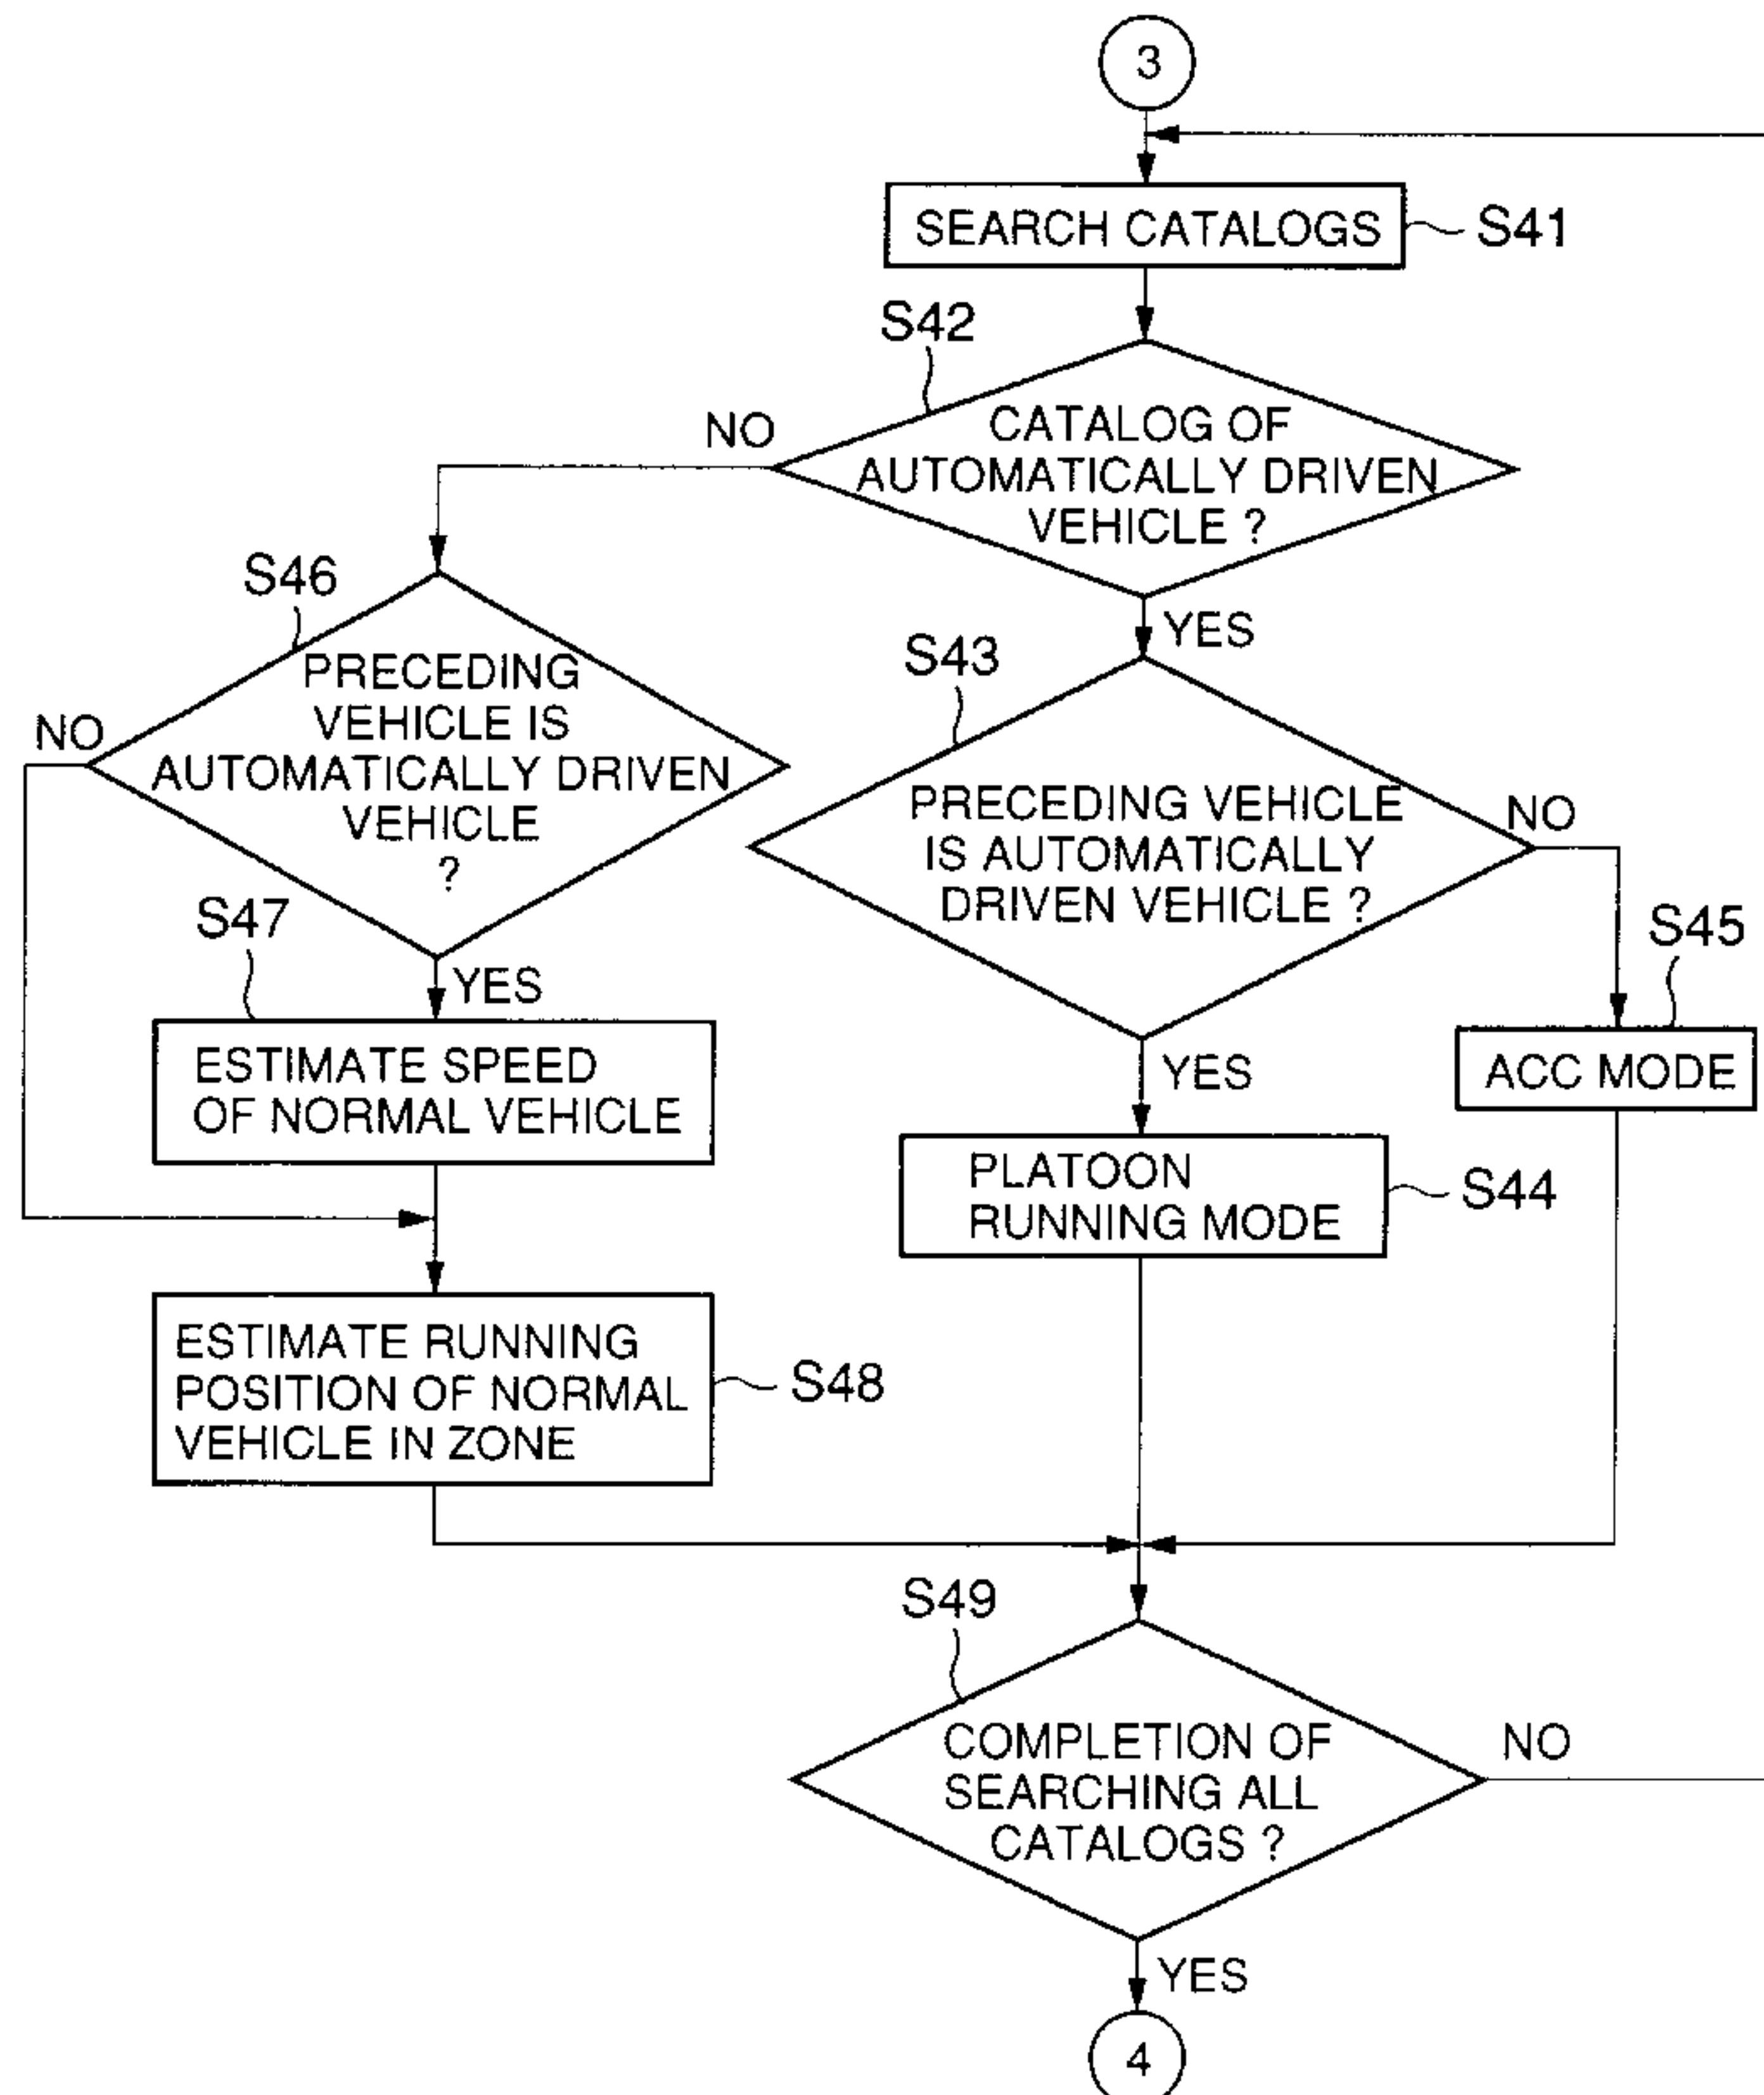 3
SEARCH CATALOGS
S41
S42
CATALOG OF
AUTOMATICALLY DRIVEN
VEHICLE ?
NO
YES
S46
PRECEDING
VEHICLE IS
AUTOMATICALLY DRIVEN
VEHICLE
?
NO
YES
S43
PRECEDING VEHICLE
IS AUTOMATICALLY
DRIVEN VEHICLE ?
NO
YES
S47
ESTIMATE SPEED
OF NORMAL VEHICLE
S45
ACC MODE
PLATOON
RUNNING MODE
S44
ESTIMATE RUNNING
POSITION OF NORMAL
VEHICLE IN ZONE
S48
S49
COMPLETION OF
SEARCHING ALL
CATALOGS ?
NO
YES
4